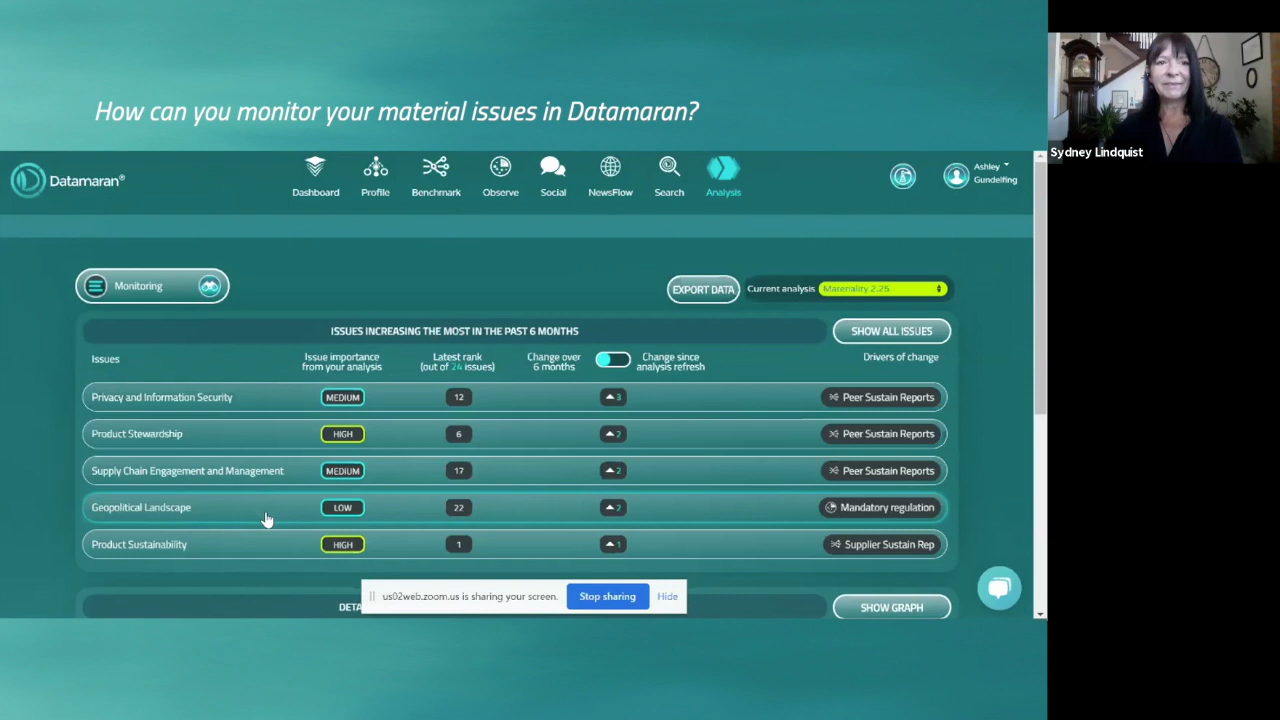 How can you monitor your material issues in Datamaran?
Sydney Lindquist
Datamaran®
Dashboard
Profile
Benchmark
Observe
Social
NewsFlow
Search
Analysis
Ashley
Gundelfing
Monitoring
EXPORT DATA
Current analysis
Materiality 2.25
ISSUES INCREASING THE MOST IN THE PAST 6 MONTHS
SHOW ALL ISSUES
Issues
Issue importance
from your analysis
Latest rank
(out of 24 issues)
Change over
6 months
Change since
analysis refresh
Drivers of change
Privacy and Information Security MEDIUM 12 3 Peer Sustain Reports
Product Stewardship HIGH 6 2 Peer Sustain Reports
Supply Chain Engagement and Management MEDIUM 17 2 Peer Sustain Reports
Geopolitical Landscape LOW 22 2 Mandatory regulation
Product Sustainability HIGH 1 1 Supplier Sustain Rep
us02web.zoom.us is sharing your screen. Stop sharing Hide
DETA
SHOW GRAPH